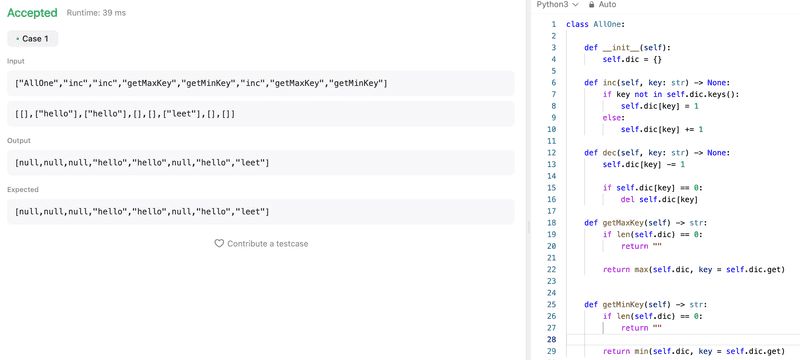 Accepted Runtime: 39 ms
• Case 1
Input
["AllOne","inc","inc","getMaxKey","getMinKey","inc","getMaxKey","getMinKey"]
[[],["hello"],["hello"],[],[],["leet"],[],[]]
Output
[null,null,null,"hello","hello",null,"hello","leet"]
Expected
[null,null,null,"hello","hello",null,"hello","leet"]
Contribute a testcase
Python3 Auto
1 class AllOne:
2
3     def __init__(self):
4         self.dic = {}
5
6     def inc(self, key: str) -> None:
7         if key not in self.dic.keys():
8             self.dic[key] = 1
9         else:
10             self.dic[key] += 1
11
12     def dec(self, key: str) -> None:
13         self.dic[key] -= 1
14
15         if self.dic[key] == 0:
16             del self.dic[key]
17
18     def getMaxKey(self) -> str:
19         if len(self.dic) == 0:
20             return ""
21
22         return max(self.dic, key = self.dic.get)
23
24
25     def getMinKey(self) -> str:
26         if len(self.dic) == 0:
27             return ""
28
29         return min(self.dic, key = self.dic.get)